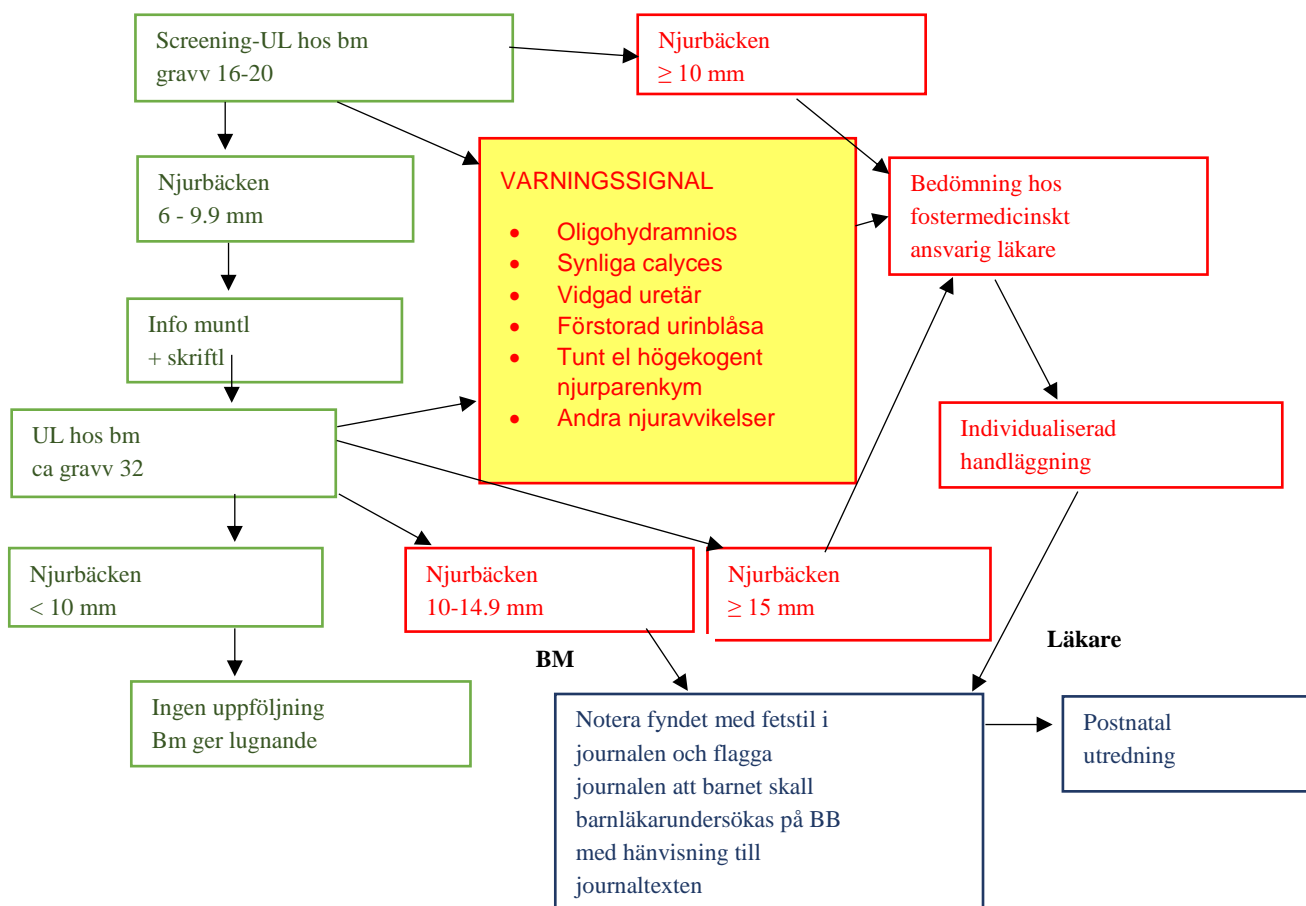 Screening-UL hos bm
gravv 16-20
Njurbäcken
≥ 10 mm
Njurbäcken
6 - 9.9 mm
VARNINGSSIGNAL
• Oligohydramnios
• Synliga calyces
• Vidgad uretär
• Förstorad urinblåsa
• Tunt el högekogent
njurparenkym
• Andra njuravvikelser
Bedömning hos
fostermedicinskt
ansvarig läkare
Info muntl
+ skriftl
UL hos bm
ca gravv 32
Individualiserad
handläggning
Njurbäcken
< 10 mm
Njurbäcken
10-14.9 mm
Njurbäcken
≥ 15 mm
BM
Läkare
Ingen uppföljning
Bm ger lugnande
Notera fyndet med fetstil i
journalen och flagga
journalen att barnet skall
barnläkarundersökas på BB
med hänvisning till
journaltexten
Postnatal
utredning